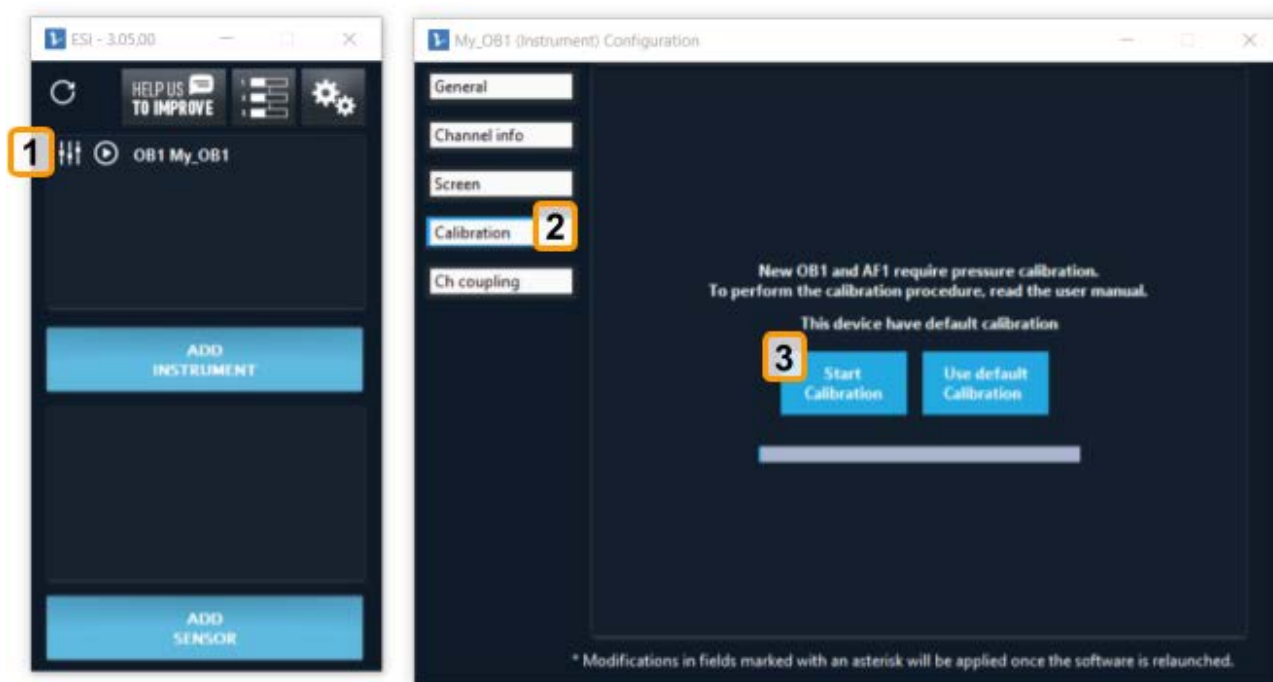 ESI - 3.05.00
HELP US
TO IMPROVE
1
OB1 My_OB1
ADD
INSTRUMENT
ADD
SENSOR
My_OB1 (Instrument) Configuration
General
Channel info
Screen
Calibration
2
Ch coupling
New OB1 and AF1 require pressure calibration.
To perform the calibration procedure, read the user manual.
This device have default calibration
3
Start
Calibration
Use default
Calibration
* Modifications in fields marked with an asterisk will be applied once the software is relaunched.